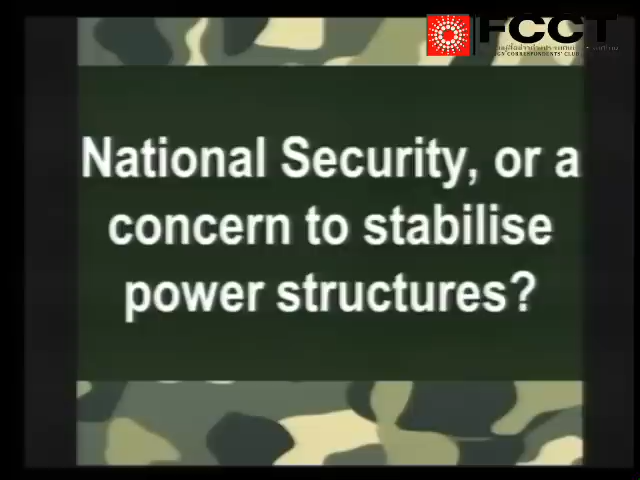 FCCT
National Security, or a
concern to stabilise
power structures?